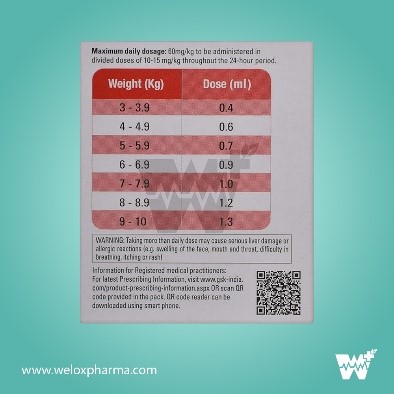 Maximum daily dosage: 60mg/kg to be administered in
divided doses of 10-15 mg/kg throughout the 24-hour period.
Weight (Kg) Dose (ml)
3 - 3.9 0.4
4 - 4.9 0.6
5 - 5.9 0.7
6 - 6.9 0.9
7 - 7.9 1.0
8 - 8.9 1.2
9 - 10 1.3
WARNING: Taking more than daily dose may cause serious liver damage or
allergic reactions (e.g. swelling of the face, mouth and throat, difficulty in
breathing, itching or rash)
Information for Registered medical practitioners:
For latest Prescribing Information, visit www.gsk-india.
com/product-prescribing-information.aspx OR scan QR
code provided in the pack. QR code reader can be
downloaded using smart phone.
www.weloxpharma.com